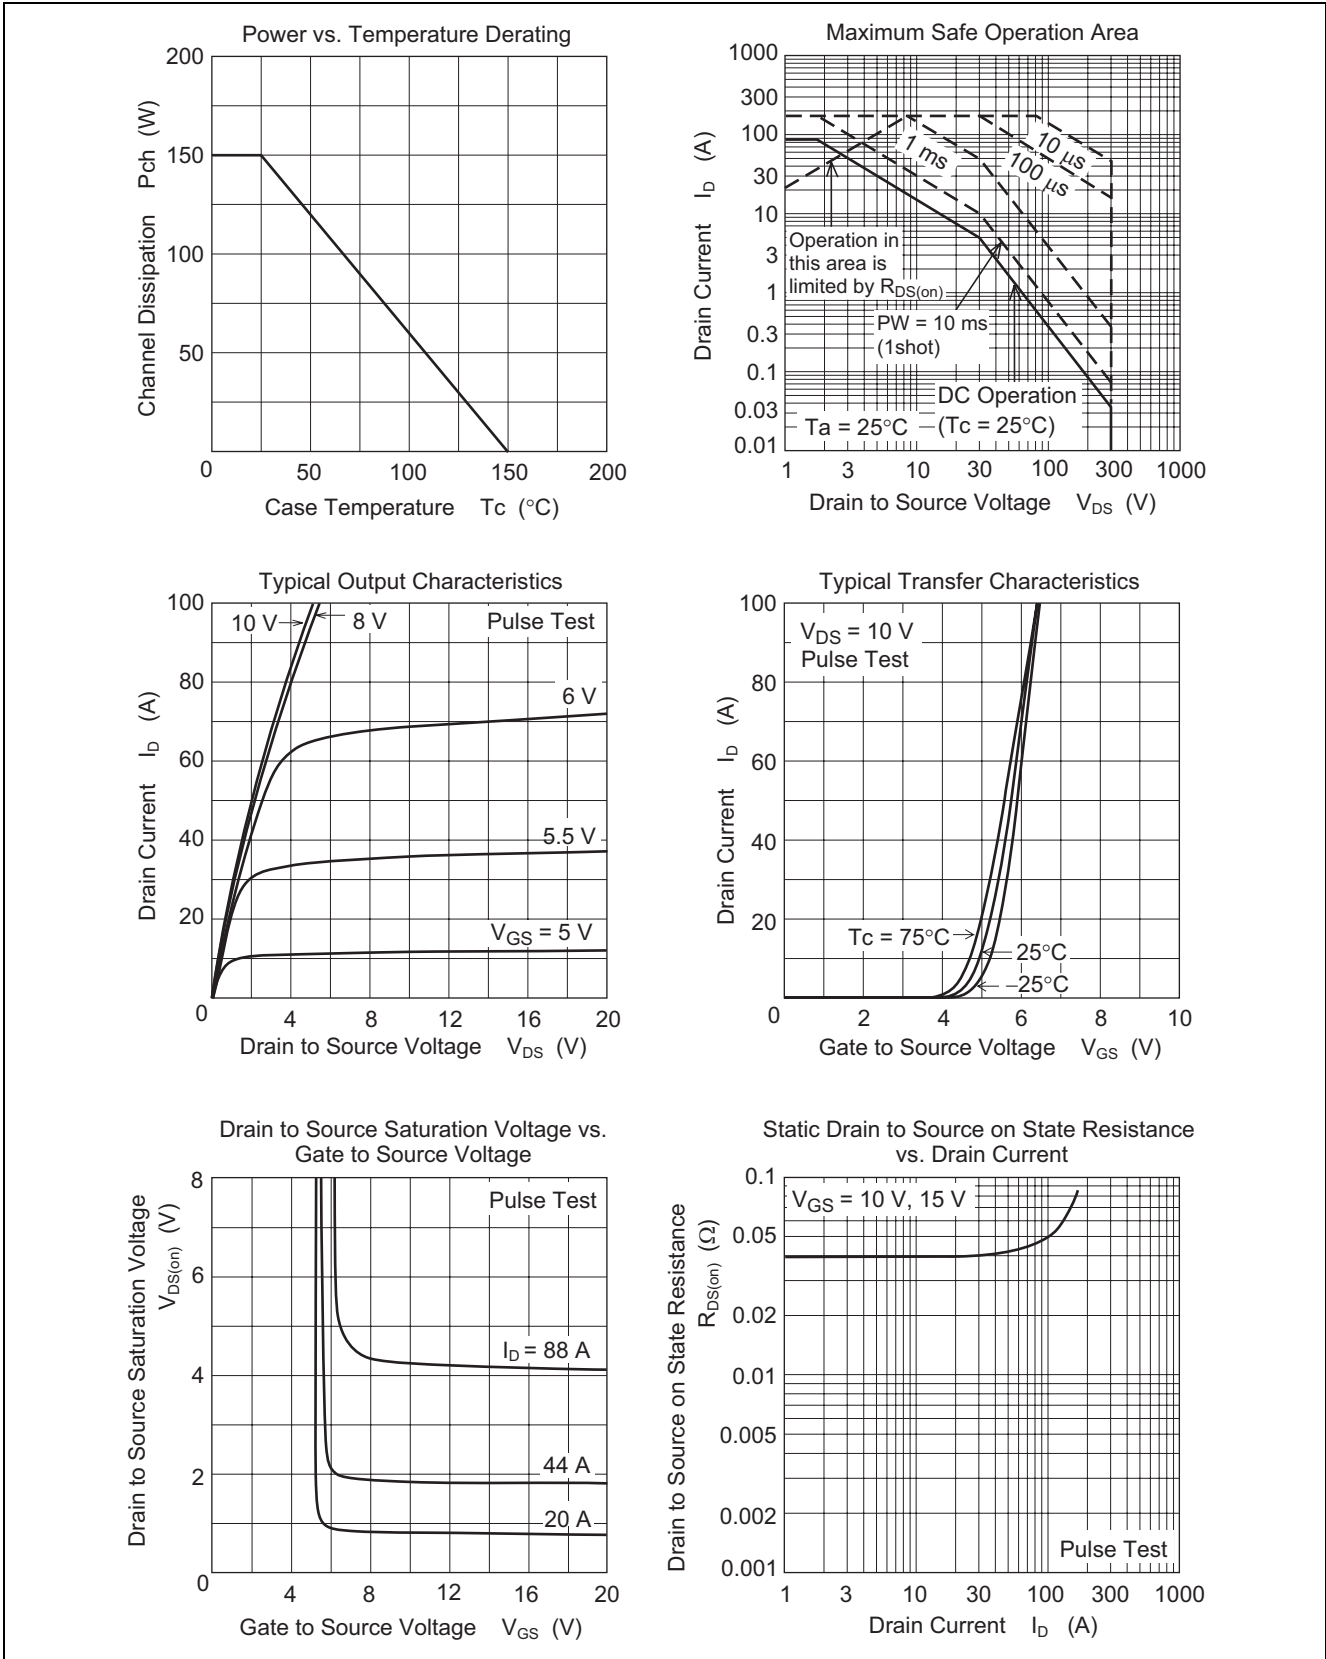 Power vs. Temperature Derating
200
150
100
50
0
50
100
150
200
Channel Dissipation Pch (W)
Case Temperature Tc (°C)
Maximum Safe Operation Area
1000
300
100
30
10
3
1
0.3
0.1
0.03
0.01
Drain Current ID (A)
10 μs
100 μs
1 ms
Operation in
this area is
limited by RDS(on)
PW = 10 ms
(1shot)
DC Operation
(Tc = 25°C)
Ta = 25°C
1
3
10
30
100
300
1000
Drain to Source Voltage VDS (V)
Typical Output Characteristics
100
80
60
40
20
0
4
8
12
16
20
Drain Current ID (A)
10 V
8 V
Pulse Test
6 V
5.5 V
VGS = 5 V
Drain to Source Voltage VDS (V)
Typical Transfer Characteristics
100
80
60
40
20
0
2
4
6
8
10
Drain Current ID (A)
VDS = 10 V
Pulse Test
Tc = 75°C
25°C
–25°C
Gate to Source Voltage VGS (V)
Drain to Source Saturation Voltage vs.
Gate to Source Voltage
8
6
4
2
0
4
8
12
16
20
Drain to Source Saturation Voltage
VDS(on) (V)
Pulse Test
ID = 88 A
44 A
20 A
Gate to Source Voltage VGS (V)
Static Drain to Source on State Resistance
vs. Drain Current
0.1
0.05
0.02
0.01
0.005
0.002
0.001
Drain to Source on State Resistance
RDS(on) (Ω)
VGS = 10 V, 15 V
Pulse Test
1
3
10
30
100
300
1000
Drain Current ID (A)